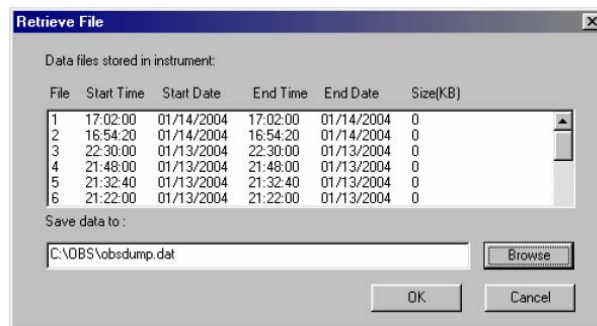 Retrieve File
Data files stored in instrument:
File Start Time Start Date End Time End Date Size(KB)
1 17:02:00 01/14/2004 17:02:00 01/14/2004 0
2 16:54:20 01/14/2004 16:54:20 01/14/2004 0
3 22:30:00 01/13/2004 22:30:00 01/13/2004 0
4 21:48:00 01/13/2004 21:48:00 01/13/2004 0
5 21:32:40 01/13/2004 21:32:40 01/13/2004 0
6 21:22:00 01/13/2004 21:22:00 01/13/2004 0
Save data to :
C:\OBS\obsdump.dat
Browse
OK Cancel